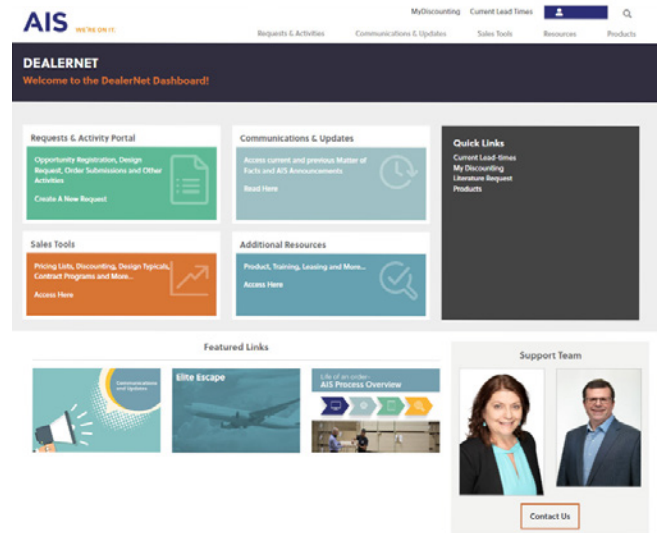 MyDiscounting Current Lead Times
AIS WE'RE ON IT.
Requests & Activities Communications & Updates Sales Tools Resources Products
DEALERNET
Welcome to the DealerNet Dashboard!
Requests & Activity Portal
Opportunity Registration, Design
Request, Order Submissions and Other
Activities
Create A New Request
Communications & Updates
Access current and previous Matter of
Facts and AIS Announcements
Read Here
Quick Links
Current Lead-times
My Discounting
Literature Request
Products
Sales Tools
Pricing Lists, Discounting, Design Typicals,
Contract Programs and More...
Access Here
Additional Resources
Product, Training, Leasing and More...
Access Here
Featured Links
Communications
and Updates
Elite Escape
Life of an order-
AIS Process Overview
Support Team
Contact Us